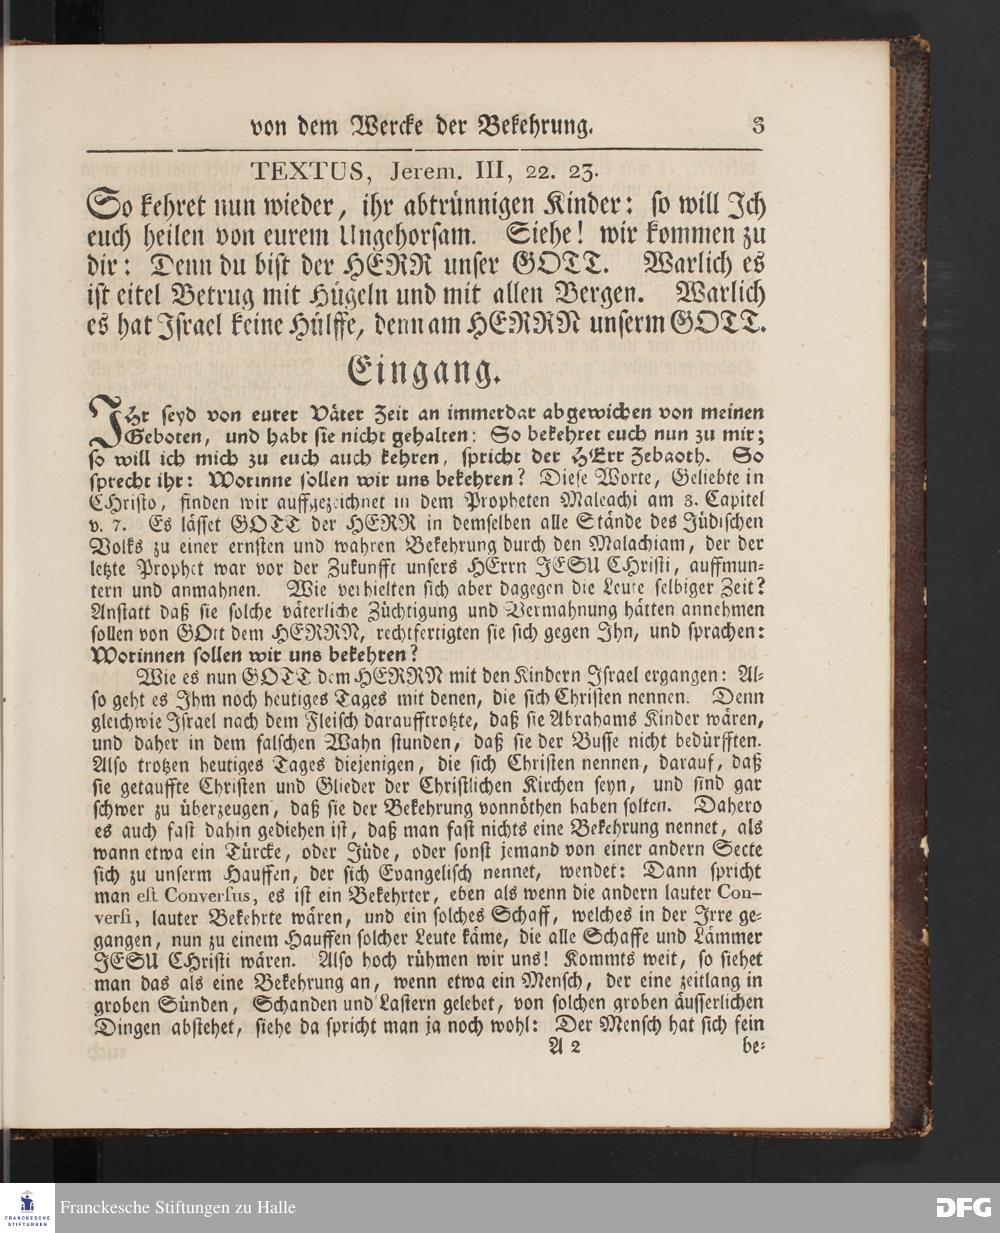 von dem Wercke der Bekehrung. 3
TEXTUS, Jerem. III, 22. 23.
So kehret nun wieder, ihr abtrünnigen Kinder: so will Ich
euch heilen von eurem Ungehorsam. Siehe! wir kommen zu
dir: Denn du bist der HERR unser GOTT. Warlich es
ist eitel Betrug mit Hügeln und mit allen Bergen. Warlich
es hat Israel keine Hülffe, denn am HERRN unserm GOTT.
Eingang.
IHr seyd von eurer Väter Zeit an immerdar abgewichen von meinen
Geboten, und habt sie nicht gehalten: So bekehret euch nun zu mir;
so will ich mich zu euch auch kehren, spricht der HErr Zebaoth. So
sprecht ihr: Worinne sollen wir uns bekehren? Diese Worte, Geliebte in
CHristo, finden wir auffgezeichnet in dem Propheten Maleachi am 3. Capitel
v. 7. Es lässet GOTT der HERR in demselben alle Stände des Jüdischen
Volks zu einer ernsten und wahren Bekehrung durch den Malachiam, der der
letzte Prophet war vor der Zukunfft unsers HErrn JESU CHristi, auffmun-
tern und anmahnen. Wie verhielten sich aber dagegen die Leute selbiger Zeit?
Anstatt daß sie solche väterliche Züchtigung und Vermahnung hätten annehmen
sollen von GOtt dem HERRN, rechtfertigten sie sich gegen Ihn, und sprachen:
Worinnen sollen wir uns bekehren?
Wie es nun GOTT dem HERRN mit den Kindern Israel ergangen: Al-
so geht es Ihm noch heutiges Tages mit denen, die sich Christen nennen. Denn
gleichwie Israel nach dem Fleisch daraufftrotzte, daß sie Abrahams Kinder wären,
und daher in dem falschen Wahn stunden, daß sie der Busse nicht bedürfften.
Also trotzen heutiges Tages diejenigen, die sich Christen nennen, darauf, daß
sie getauffte Christen und Glieder der Christlichen Kirchen seyn, und sind gar
schwer zu überzeugen, daß sie der Bekehrung vonnöthen haben solten. Dahero
es auch fast dahin gediehen ist, daß man fast nichts eine Bekehrung nennet, als
wann etwa ein Türcke, oder Jüde, oder sonst jemand von einer andern Secte
sich zu unserm Hauffen, der sich Evangelisch nennet, wendet: Dann spricht
man est Conversus, es ist ein Bekehrter, eben als wenn die andern lauter Con-
versi, lauter Bekehrte wären, und ein solches Schaff, welches in der Irre ge-
gangen, nun zu einem Hauffen solcher Leute käme, die alle Schaffe und Lämmer
JESU CHristi wären. Also hoch rühmen wir uns! Kommts weit, so siehet
man das als eine Bekehrung an, wenn etwa ein Mensch, der eine zeitlang in
groben Sünden, Schanden und Lastern gelebet, von solchen groben äusserlichen
Dingen abstehet, siehe da spricht man ja noch wohl: Der Mensch hat sich fein
A 2 be-
FRANCKESCHE
STIFTUNGEN
Franckesche Stiftungen zu Halle
DFG